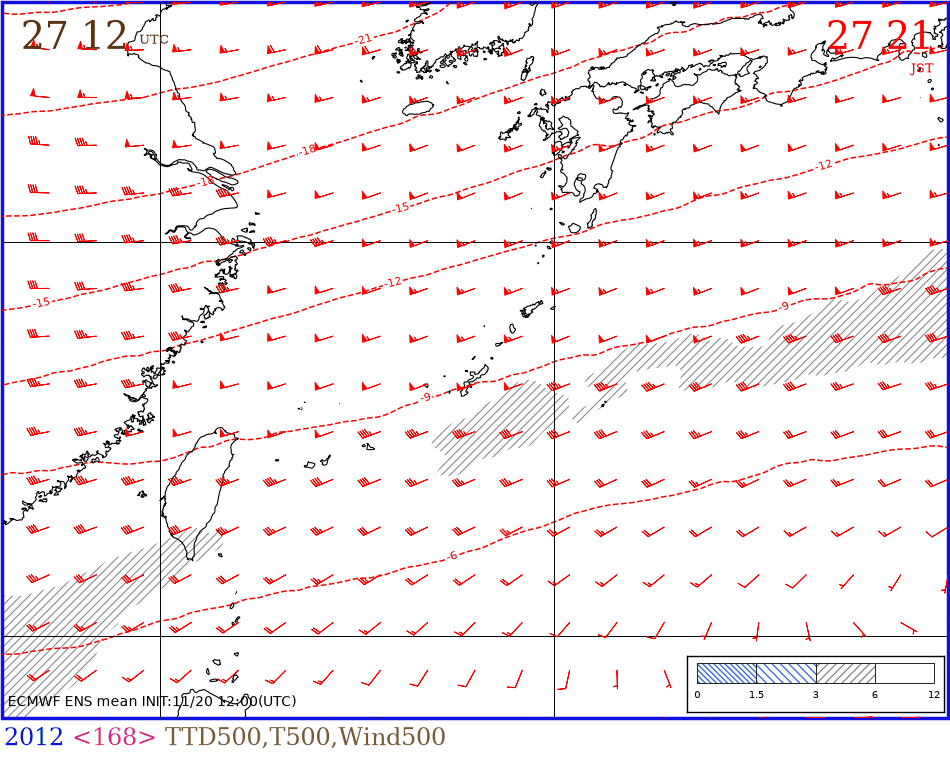 27 12 UTC
27 21
JST
-21
-18
-12
-18
-15
-12
-15
-9
-9
-6
0 1.5 3 6 12
ECMWF ENS mean INIT:11/20 12:00(UTC)
2012 <168> TTD500,T500,Wind500